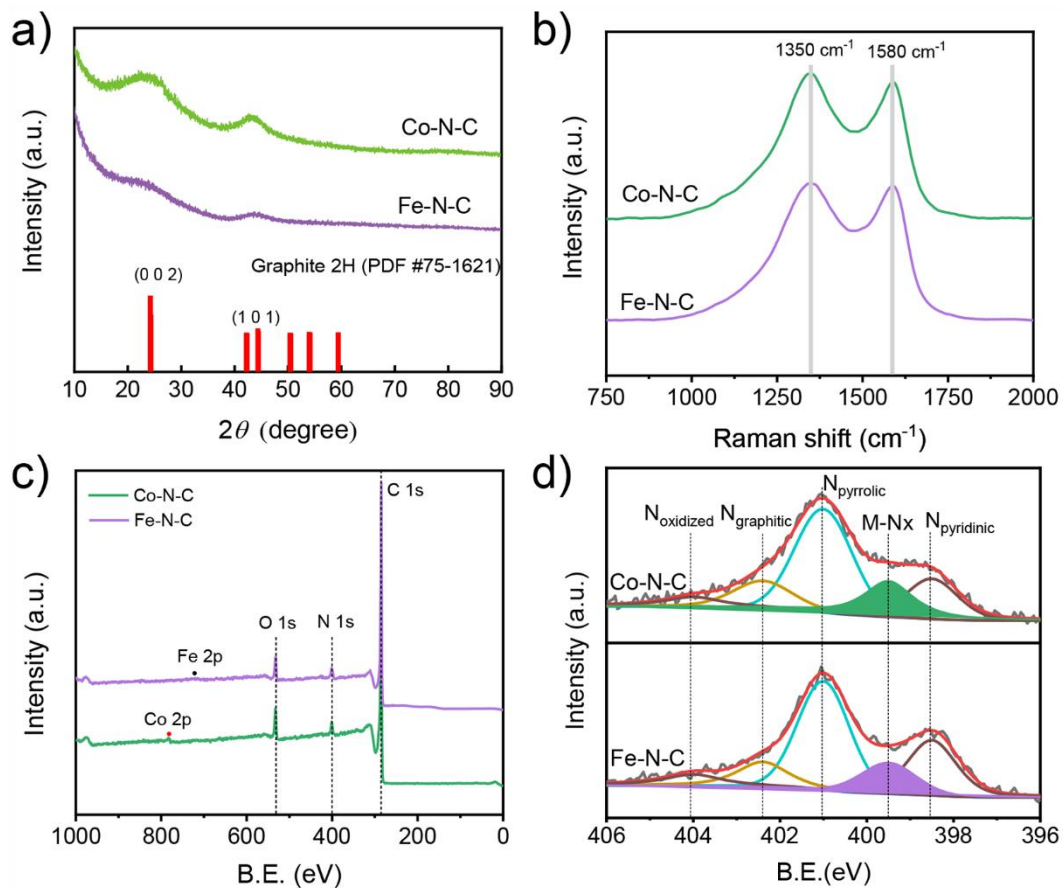 a)
Intensity (a.u.)
Co-N-C
Fe-N-C
Graphite 2H (PDF #75-1621)
(0 0 2)
(1 0 1)
10 20 30 40 50 60 70 80 90
2θ (degree)
b)
1350 cm⁻¹ 1580 cm⁻¹
Intensity (a.u.)
Co-N-C
Fe-N-C
750 1000 1250 1500 1750 2000
Raman shift (cm⁻¹)
c)
Co-N-C
Fe-N-C
C 1s
O 1s N 1s
Fe 2p
Co 2p
Intensity (a.u.)
1000 800 600 400 200 0
B.E. (eV)
d)
Npyrrolic
Noxidized Ngraphitic M-Nx Npyridinic
Co-N-C
Fe-N-C
Intensity (a.u.)
406 404 402 400 398 396
B.E.(eV)